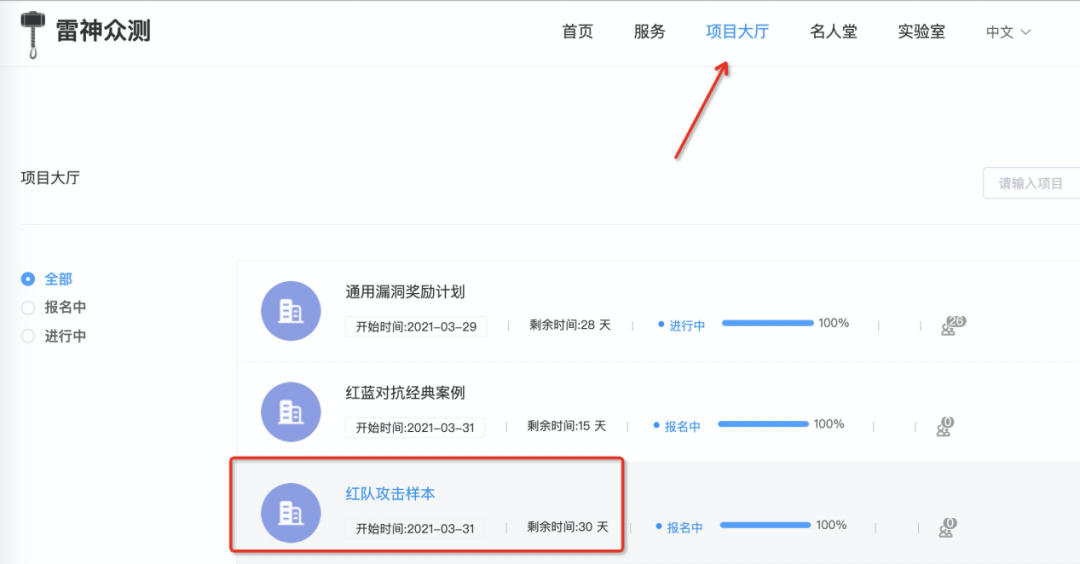 雷神众测 首页 服务 项目大厅 名人堂 实验室 中文
项目大厅 请输入项目
全部
报名中
进行中
通用漏洞奖励计划
开始时间:2021-03-29 剩余时间:28 天 进行中 100% 26
红蓝对抗经典案例
开始时间:2021-03-31 剩余时间:15 天 报名中 100% 0
红队攻击样本
开始时间:2021-03-31 剩余时间:30 天 报名中 100% 0